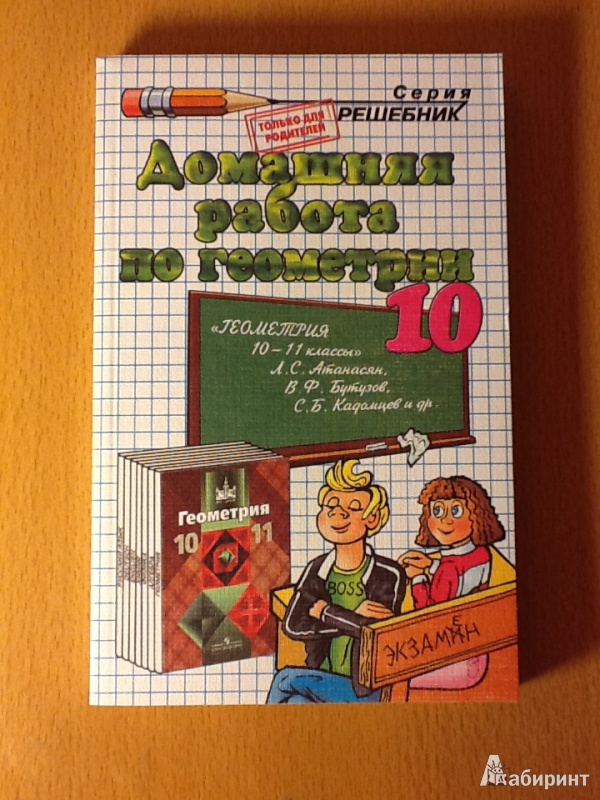 Серия
РЕШЕБНИК
ТОЛЬКО ДЛЯ
РОДИТЕЛЕЙ
Домашняя
работа
по геометрии
10
«ГЕОМЕТРИЯ
10–11 классы»
Л.С. Атанасян,
В.Ф. Бутузов,
С.Б. Кадомцев и др.
Геометрия
10 11
BOSS
ЭКЗАМЕН
Лабиринт